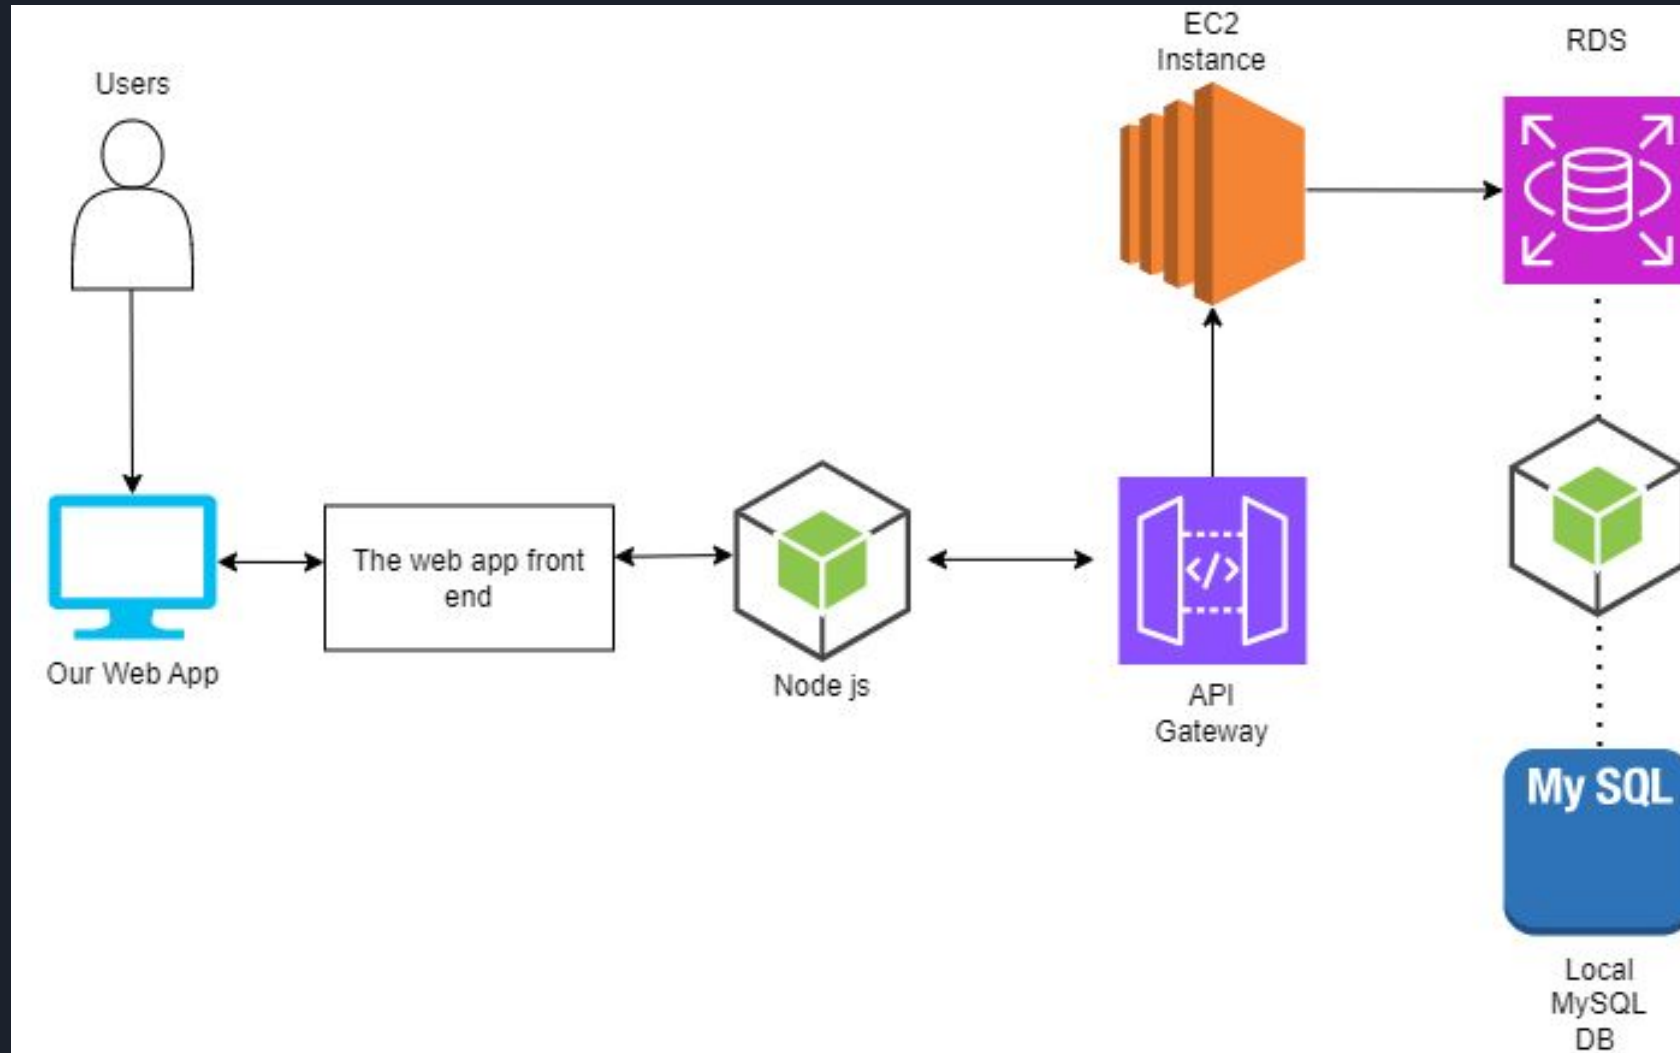 Users
EC2
Instance
RDS
The web app front
end
Our Web App
Node js
</>
API
Gateway
My SQL
Local
MySQL
DB